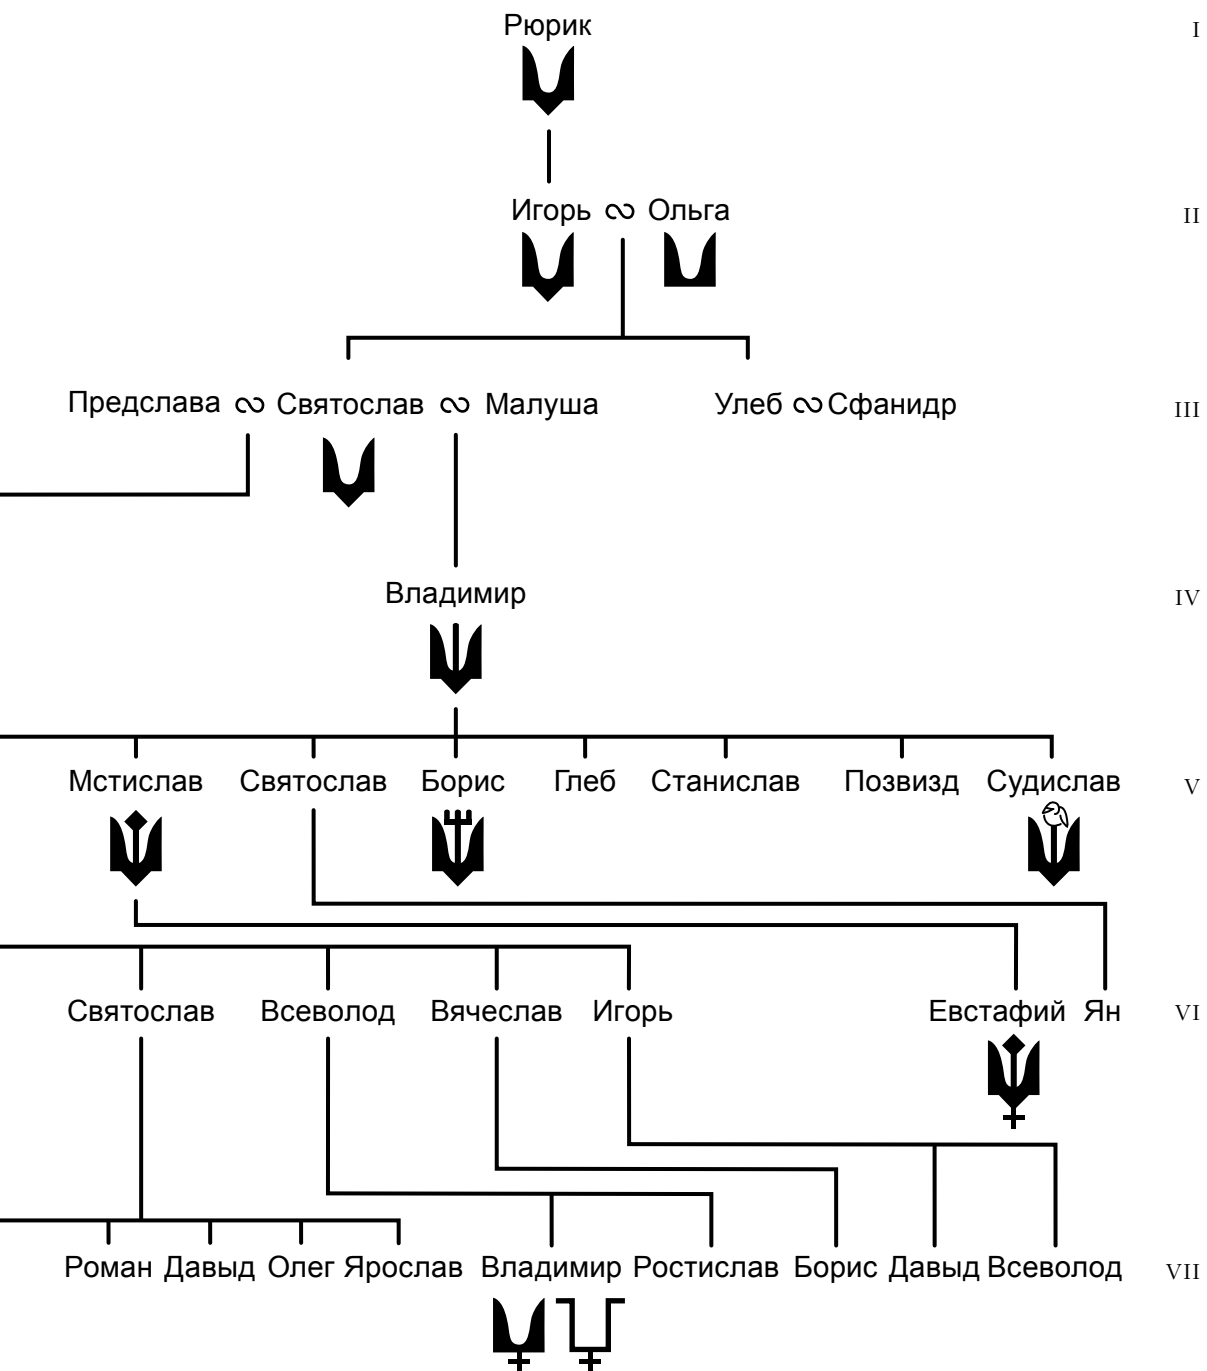 Рюрик I
Игорь ∾ Ольга II
Предслава ∾ Святослав ∾ Малуша Улеб ∾ Сфанидр III
Владимир IV
Мстислав Святослав Борис Глеб Станислав Позвизд Судислав V
Святослав Всеволод Вячеслав Игорь Евстафий Ян VI
Роман Давыд Олег Ярослав Владимир Ростислав Борис Давыд Всеволод VII